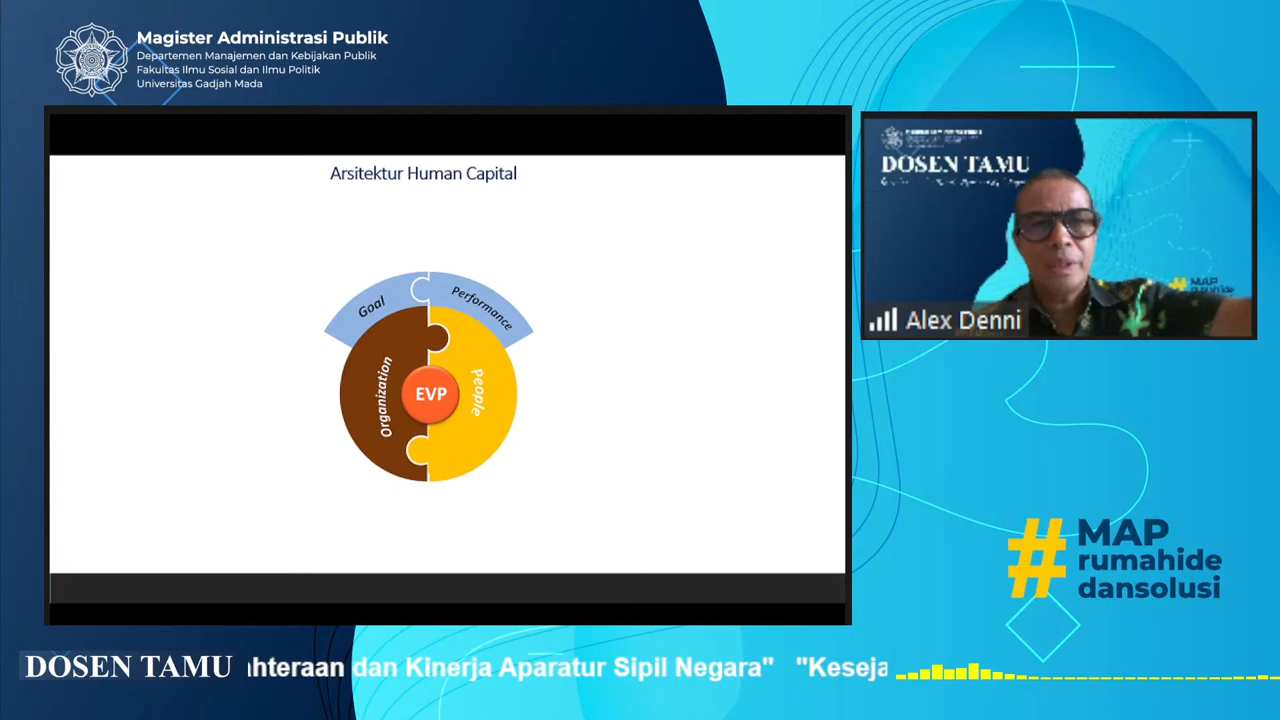 Magister Administrasi Publik
Departemen Manajemen dan Kebijakan Publik
Fakultas Ilmu Sosial dan Ilmu Politik
Universitas Gadjah Mada
Arsitektur Human Capital
Goal
Performance
Organization
EVP
people
DOSEN TAMU
Alex Denni
#MAP
rumahide
dansolusi
DOSEN TAMU
hteraan dan Kinerja Aparatur Sipil Negara" "Keseja